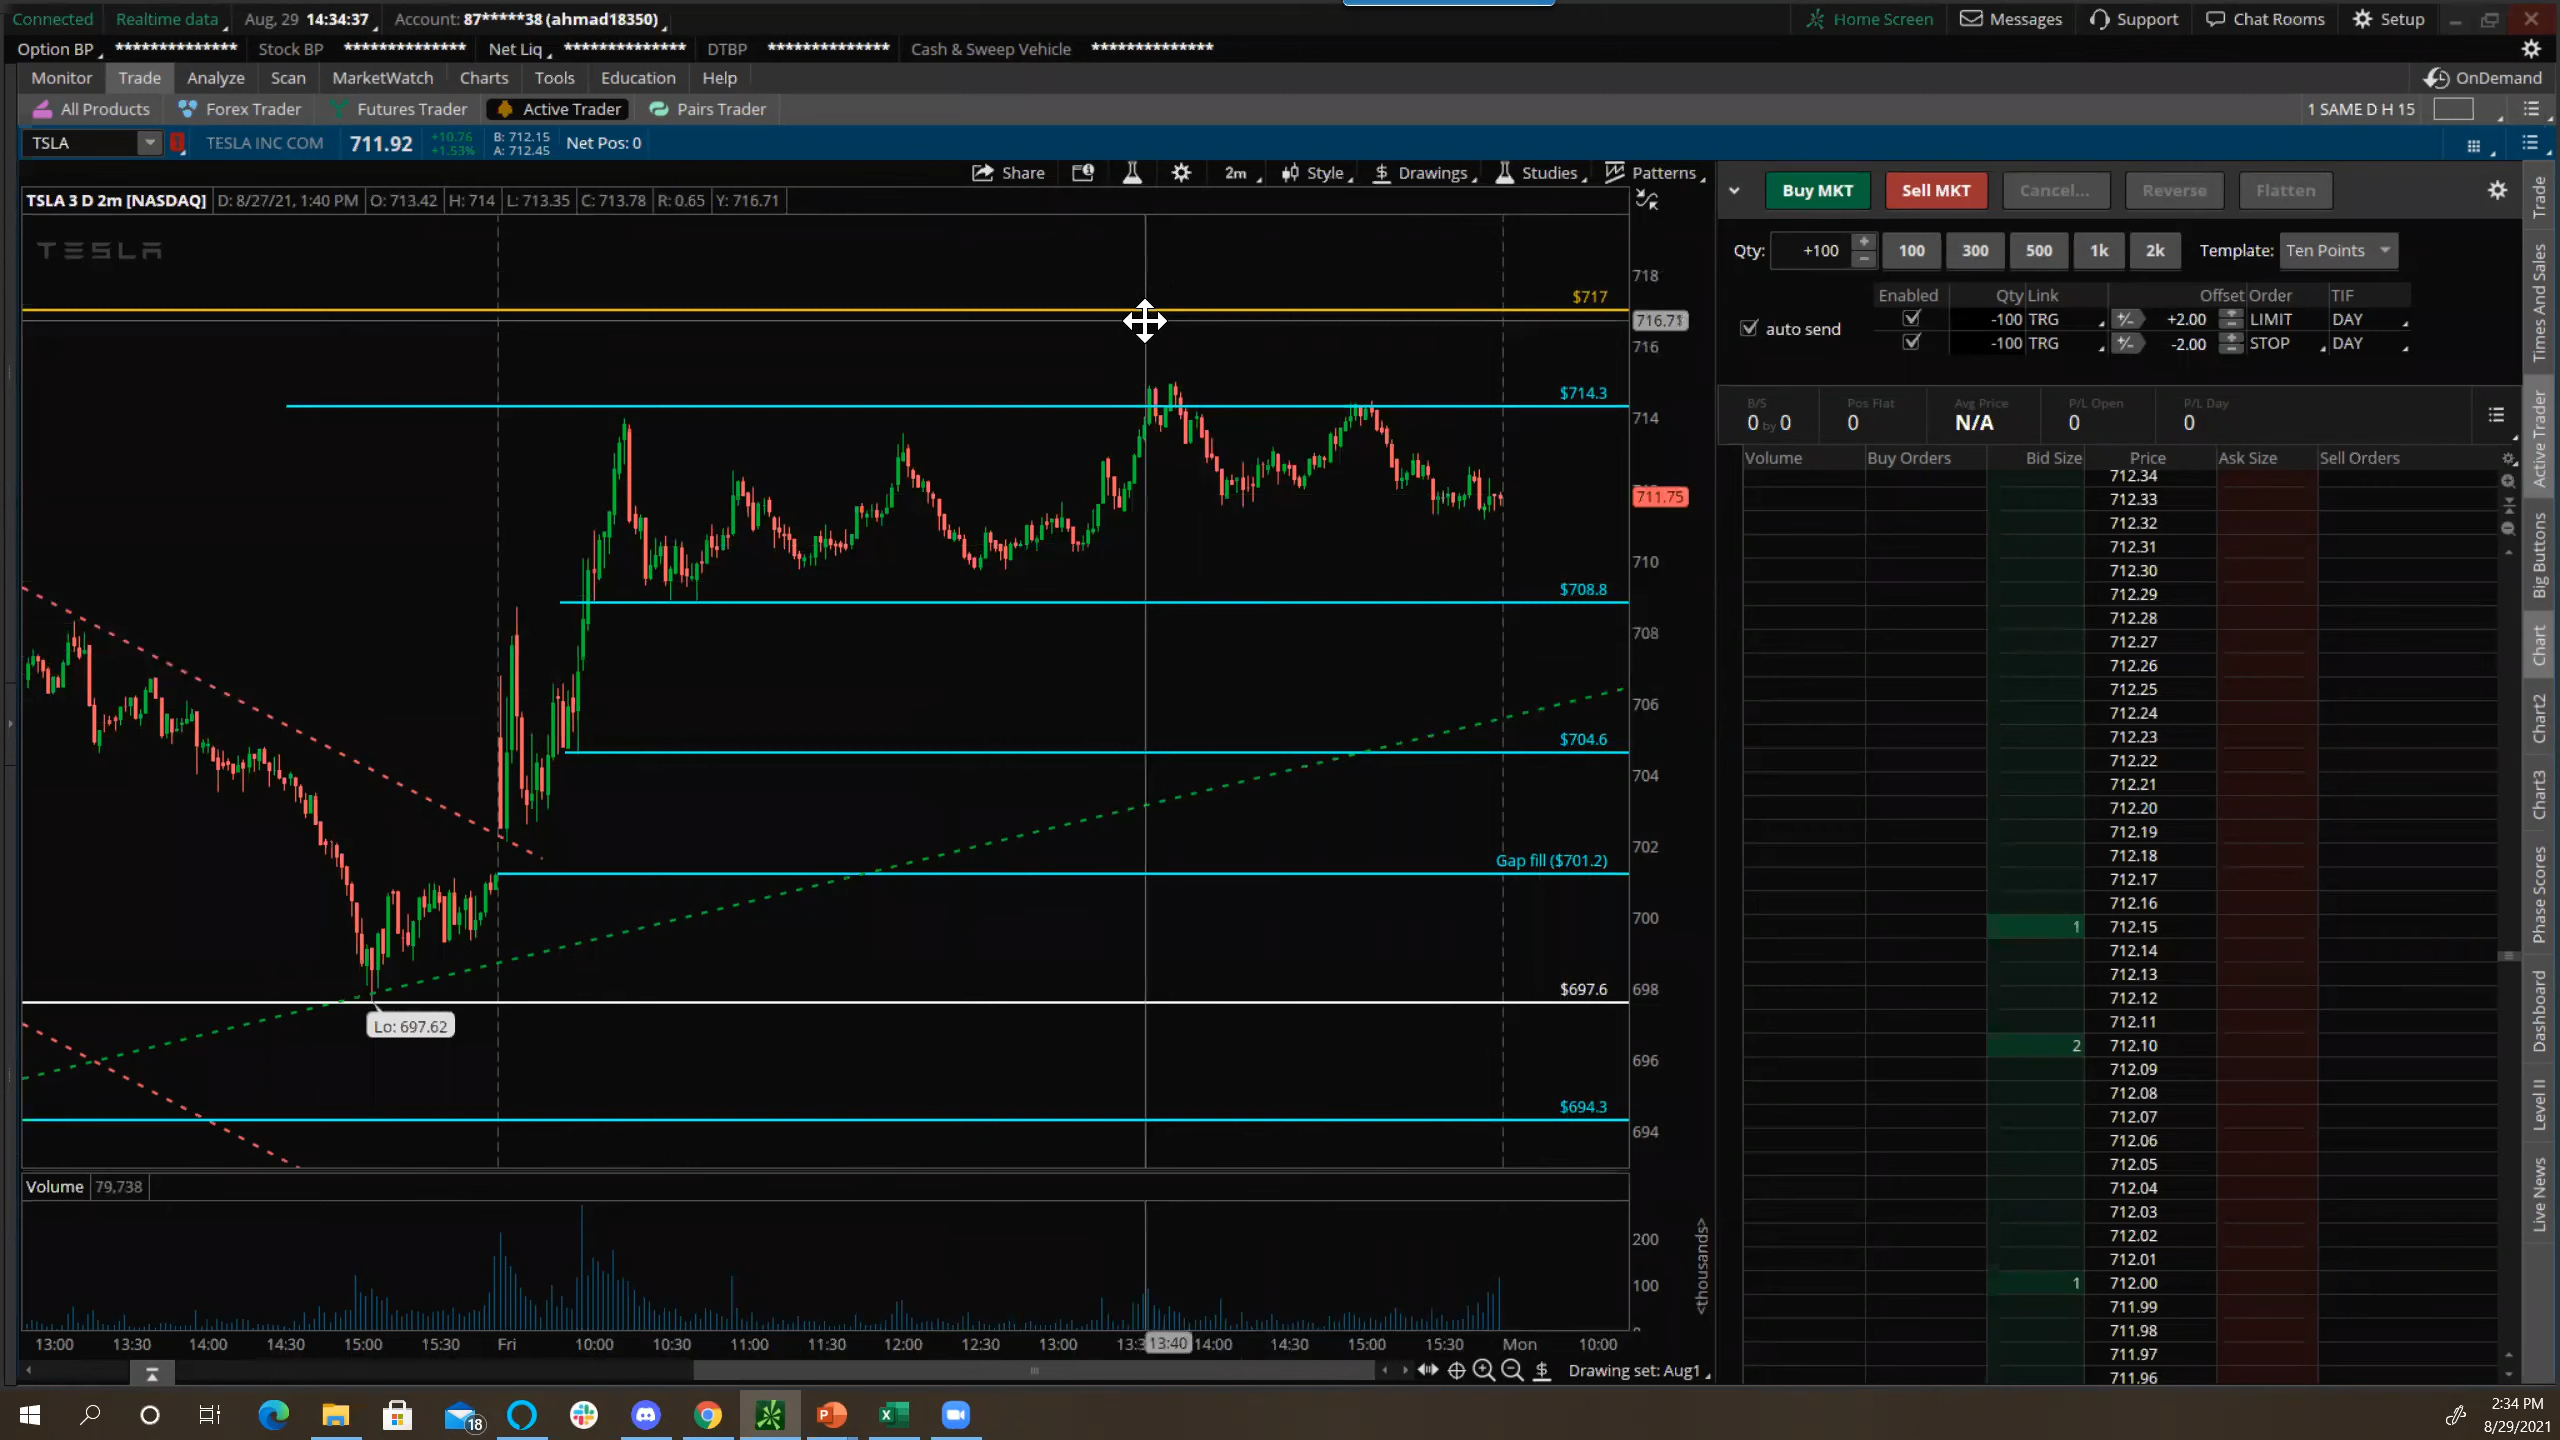 Connected Realtime data Aug, 29 14:34:37 Account: 87*****38 (ahmad18350) Home Screen Messages Support Chat Rooms Setup
Option BP ************** Stock BP ************** Net Liq ************** DTBP ************** Cash & Sweep Vehicle **************
Monitor Trade Analyze Scan MarketWatch Charts Tools Education Help OnDemand
All Products Forex Trader Futures Trader Active Trader Pairs Trader 1 SAME D H 15
TSLA TESLA INC COM 711.92 +10.76 +1.53% B: 712.15 A: 712.45 Net Pos: 0
Share 2m Style Drawings Studies Patterns
TSLA 3 D 2m [NASDAQ] D: 8/27/21, 1:40 PM O: 713.42 H: 714 L: 713.35 C: 713.78 R: 0.65 Y: 716.71
TESLA
718
$717
716.71
716
$714.3
714
711.75
710
$708.8
708
706
$704.6
704
702
Gap fill ($701.2)
700
$697.6
698
Lo: 697.62
696
$694.3
694
Volume 79,738
200
100
<thousands>
13:00 13:30 14:00 14:30 15:00 15:30 Fri 10:00 10:30 11:00 11:30 12:00 12:30 13:00 13:40 14:00 14:30 15:00 15:30 Mon 10:00
Drawing set: Aug1
Buy MKT Sell MKT Cancel... Reverse Flatten
Qty: +100 100 300 500 1k 2k Template: Ten Points
Enabled Qty Link Offset Order TIF
auto send
-100 TRG +/- +2.00 LIMIT DAY
-100 TRG +/- -2.00 STOP DAY
B/S Pos Flat Avg Price P/L Open P/L Day
0 by 0 0 N/A 0 0
Volume Buy Orders Bid Size Price Ask Size Sell Orders
712.34
712.33
712.32
712.31
712.30
712.29
712.28
712.27
712.26
712.25
712.24
712.23
712.22
712.21
712.20
712.19
712.18
712.17
712.16
1 712.15
712.14
712.13
712.12
712.11
2 712.10
712.09
712.08
712.07
712.06
712.05
712.04
712.03
712.02
712.01
1 712.00
711.99
711.98
711.97
711.96
Trade
Times And Sales
Active Trader
Big Buttons
Chart
Chart2
Chart3
Phase Scores
Dashboard
Level II
Live News
18
2:34 PM
8/29/2021